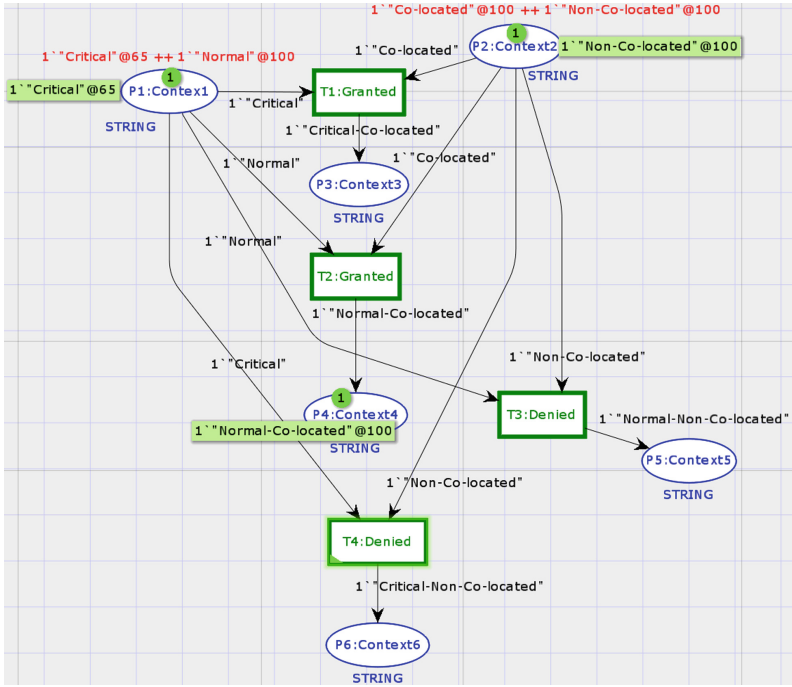 1`"Co-located"@100 ++ 1`"Non-Co-located"@100
1`"Critical"@65 ++ 1`"Normal"@100
1
P2:Context2
1`"Non-Co-located"@100
STRING
1`"Co-located"
1
1`"Critical"@65
P1:Contex1
STRING
1`"Critical"
T1:Granted
1`"Critical-Co-located"
1`"Normal"
1`"Co-located"
P3:Context3
STRING
1`"Normal"
T2:Granted
1`"Normal-Co-located"
1`"Critical"
1`"Non-Co-located"
1
P4:Context4
1`"Normal-Co-located"@100
STRING
T3:Denied
1`"Normal-Non-Co-located"
P5:Context5
STRING
1`"Non-Co-located"
T4:Denied
1`"Critical-Non-Co-located"
P6:Context6
STRING